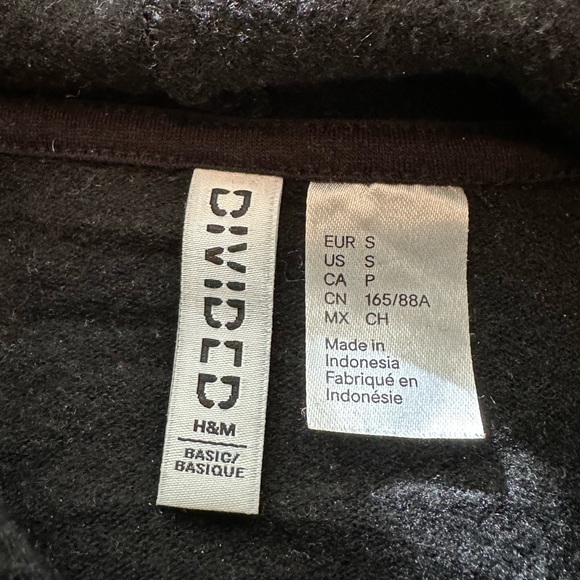 DIVIDED
H&M
BASIC/
BASIQUE
EUR S
US S
CA P
CN 165/88A
MX CH
Made in
Indonesia
Fabriqué en
Indonésie